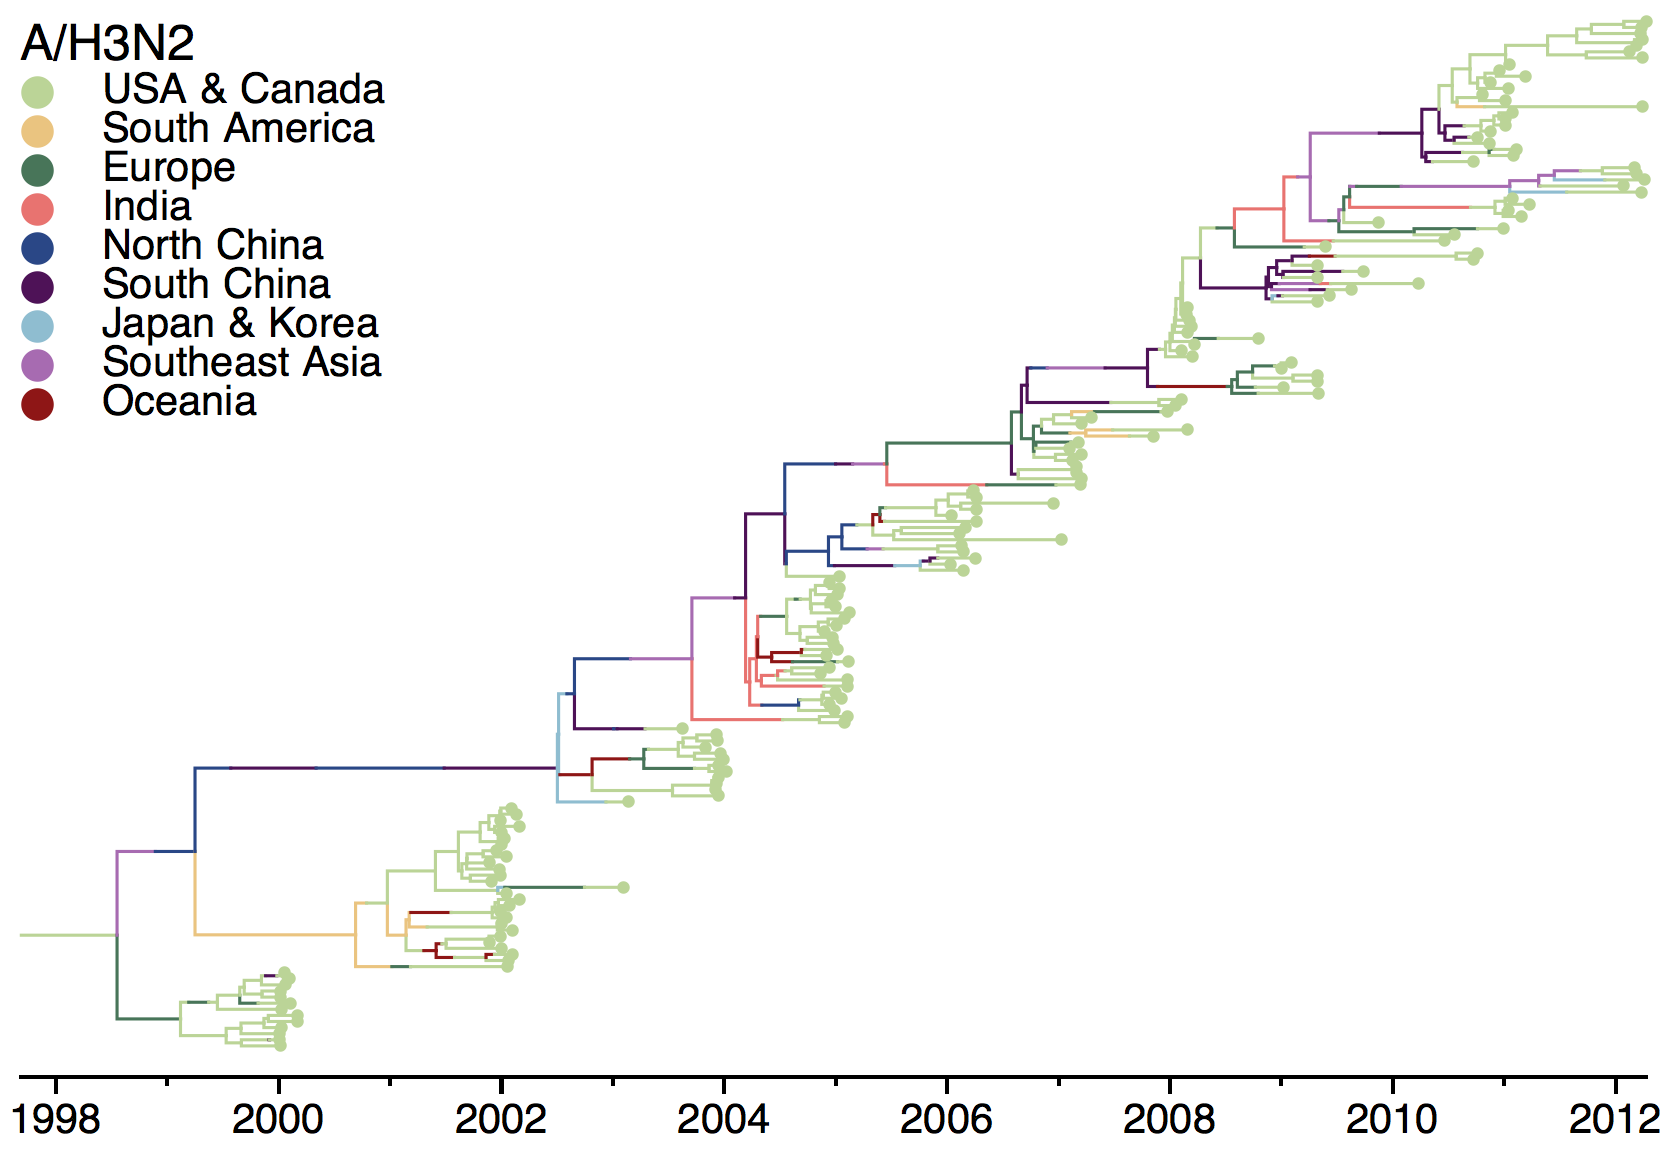 A/H3N2
USA & Canada
South America
Europe
India
North China
South China
Japan & Korea
Southeast Asia
Oceania
1998 2000 2002 2004 2006 2008 2010 2012